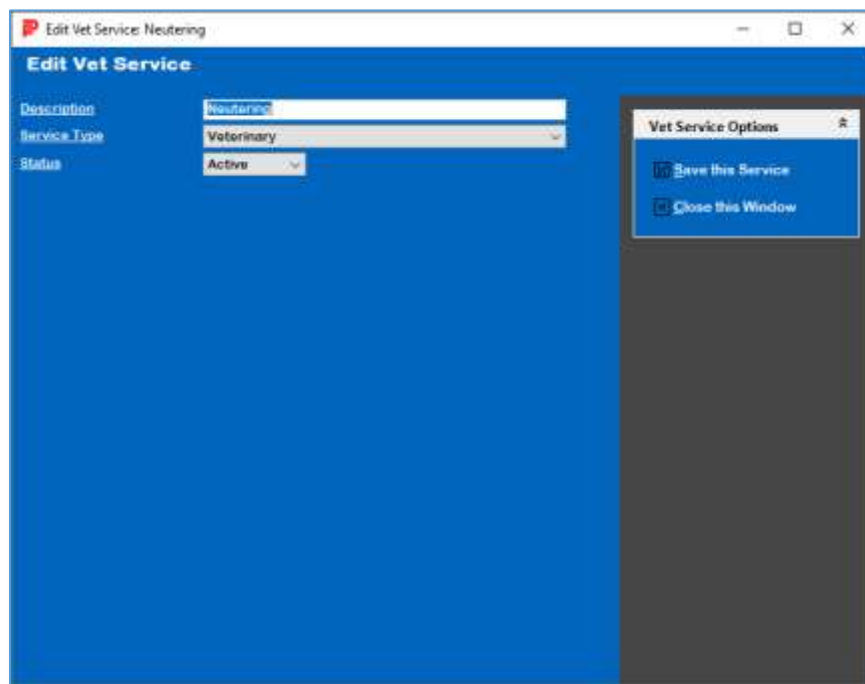 Edit Vet Service: Neutering
Edit Vet Service
Description Neutering
Service Type Veterinary
Status Active
Vet Service Options
Save this Service
Close this Window